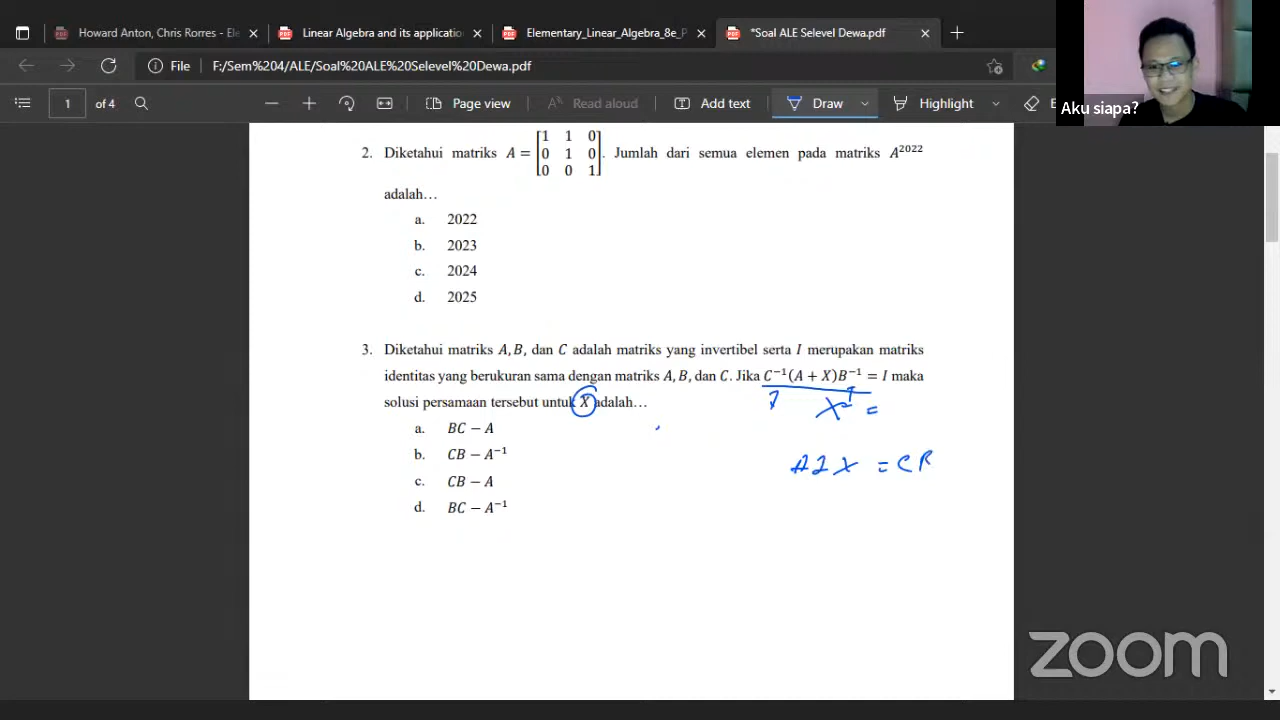 Howard Anton, Chris Rorres - Ele
Linear Algebra and its application
Elementary_Linear_Algebra_8e_P
*Soal ALE Selevel Dewa.pdf
File
F:/Sem%204/ALE/Soal%20ALE%20Selevel%20Dewa.pdf
1 of 4
Page view
Read aloud
Add text
Draw
Highlight
Aku siapa?
2. Diketahui matriks A = [1 1 0
0 1 0
0 0 1]. Jumlah dari semua elemen pada matriks A²⁰²²
adalah…
a. 2022
b. 2023
c. 2024
d. 2025
3. Diketahui matriks A, B, dan C adalah matriks yang invertibel serta I merupakan matriks
identitas yang berukuran sama dengan matriks A, B, dan C. Jika C⁻¹(A + X)B⁻¹ = I maka
solusi persamaan tersebut untuk X adalah…
X =
a. BC − A
b. CB − A⁻¹
c. CB − A
d. BC − A⁻¹
zoom